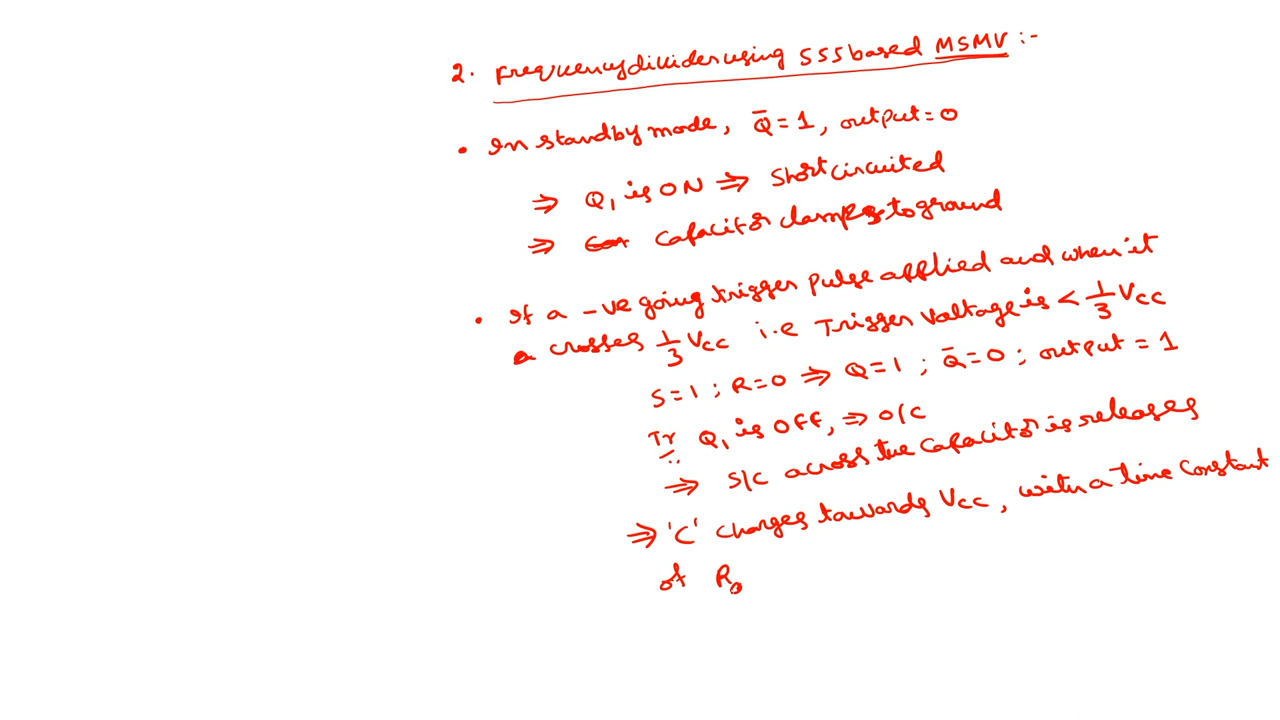 2. Frequency divider using 555 based MSMV :-
• In standby mode, Q̄ = 1, output = 0
⇒ Q₁ is ON ⇒ Short circuited
⇒ Capacitor clamps to ground
• If a -ve going trigger pulse applied and when it
crosses 1/3 Vcc i.e Trigger Voltage is < 1/3 Vcc
S = 1 ; R = 0 ⇒ Q = 1 ; Q̄ = 0 ; output = 1
Tr Q₁ is OFF, ⇒ O/C
⇒ S/C across the capacitor is releases
⇒ 'C' charges towards Vcc, with a time constant
of R